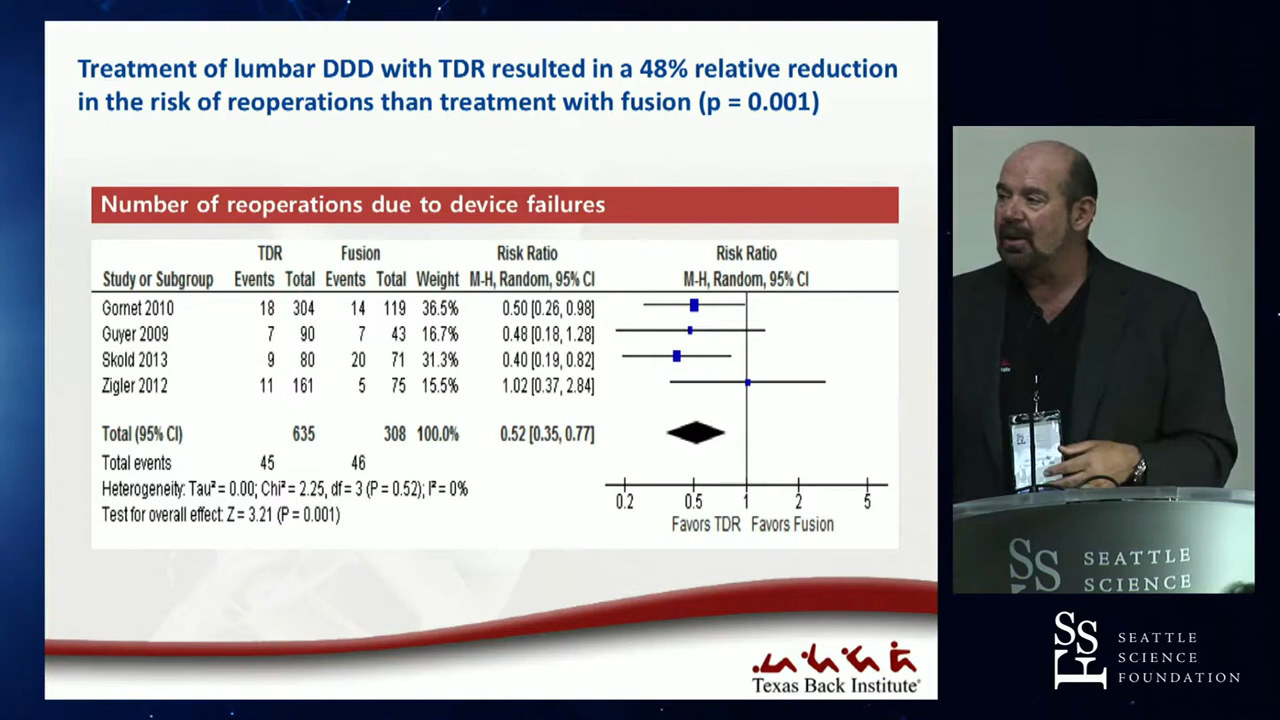 Treatment of lumbar DDD with TDR resulted in a 48% relative reduction
in the risk of reoperations than treatment with fusion (p = 0.001)
Number of reoperations due to device failures
TDR Fusion Risk Ratio Risk Ratio
Study or Subgroup Events Total Events Total Weight M-H, Random, 95% CI M-H, Random, 95% CI
Gornet 2010 18 304 14 119 36.5% 0.50 [0.26, 0.98]
Guyer 2009 7 90 7 43 16.7% 0.48 [0.18, 1.28]
Skold 2013 9 80 20 71 31.3% 0.40 [0.19, 0.82]
Zigler 2012 11 161 5 75 15.5% 1.02 [0.37, 2.84]
Total (95% CI) 635 308 100.0% 0.52 [0.35, 0.77]
Total events 45 46
Heterogeneity: Tau² = 0.00; Chi² = 2.25, df = 3 (P = 0.52); I² = 0%
Test for overall effect: Z = 3.21 (P = 0.001)
0.2 0.5 1 2 5
Favors TDR Favors Fusion
Texas Back Institute®
SSF
SEATTLE
SCIENCE
SSF
SEATTLE
SCIENCE
FOUNDATION